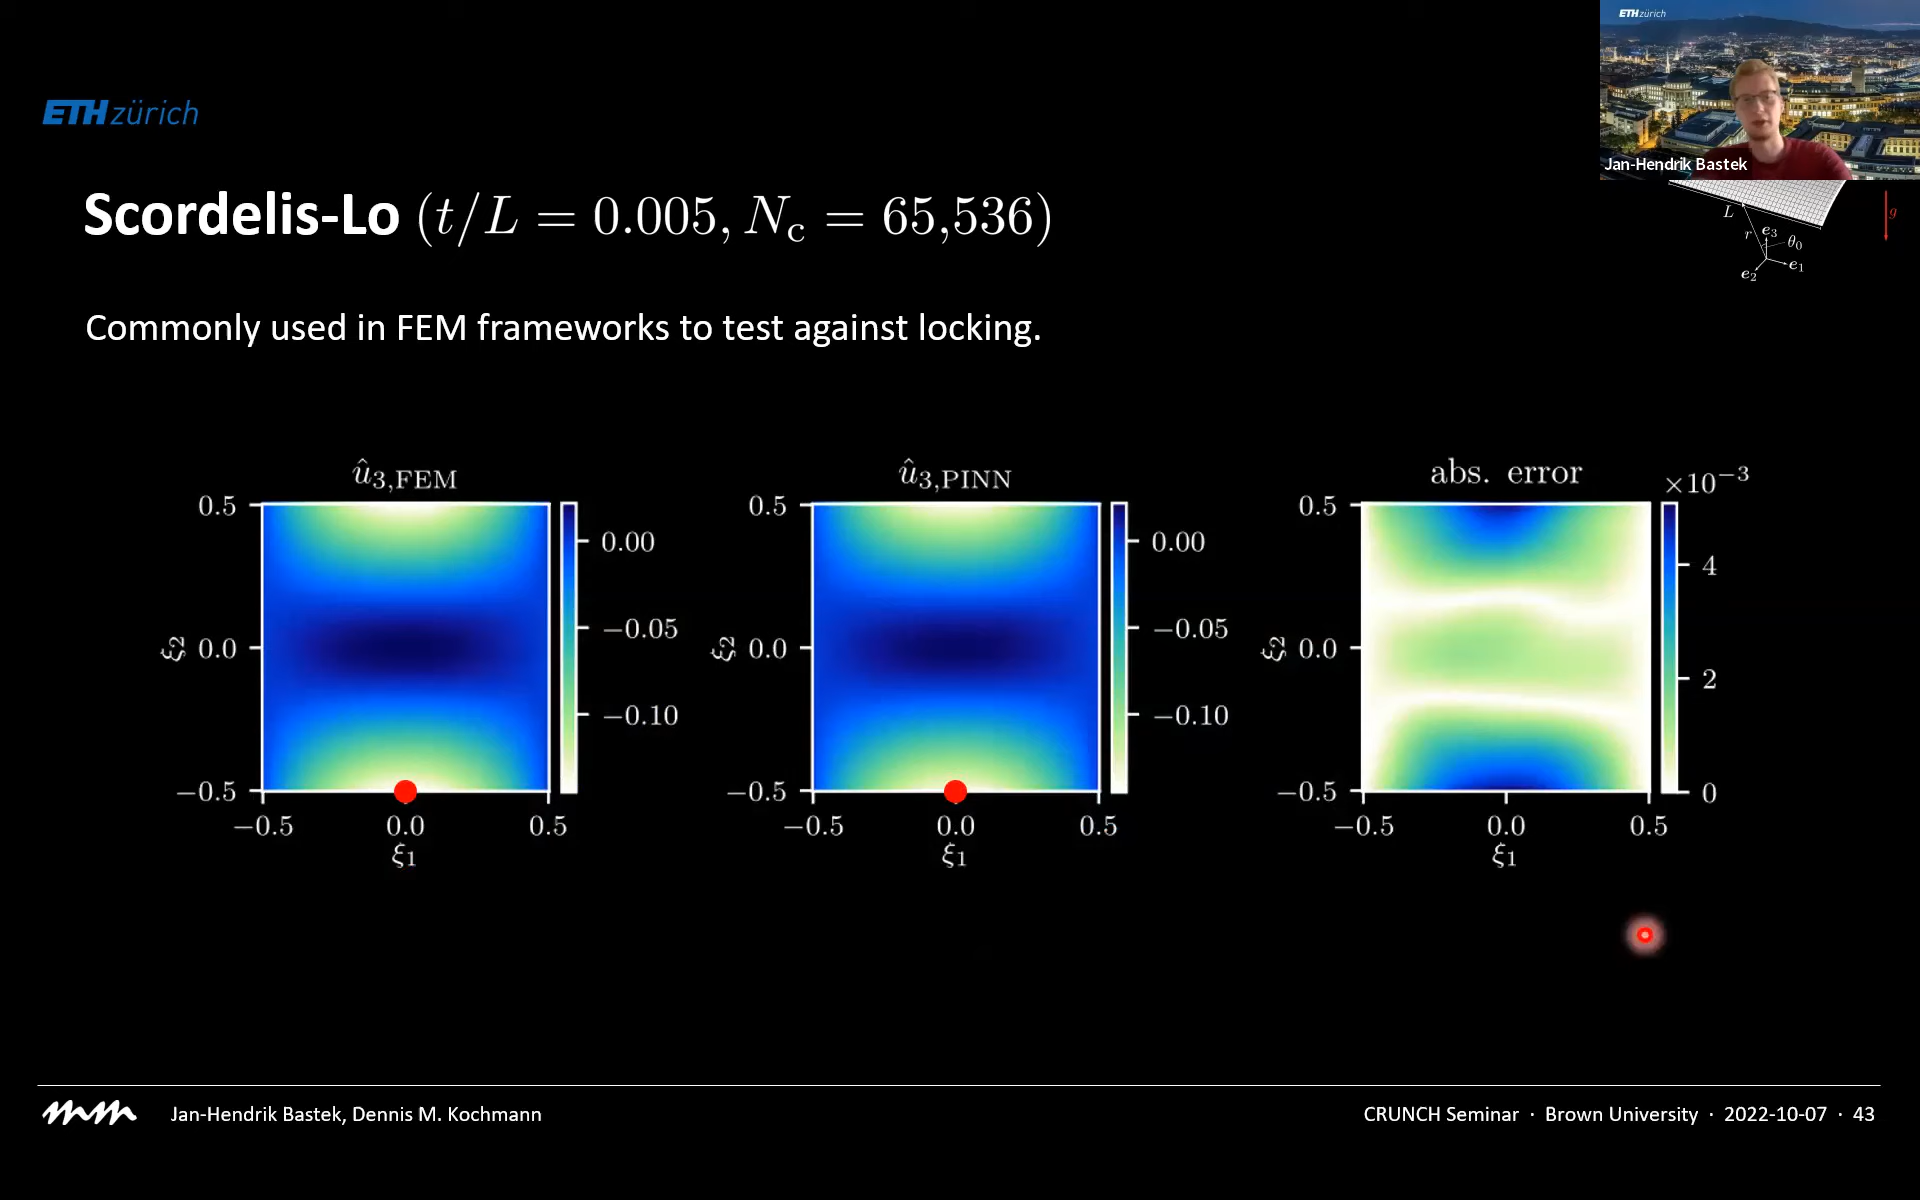 ETH zürich
Jan-Hendrik Bastek
ETH zürich
Scordelis-Lo (t/L = 0.005, N_c = 65,536)
L
r
e3
θ0
e2
e1
g
Commonly used in FEM frameworks to test against locking.
û3,FEM
0.5
0.0
−0.5
ξ2
−0.5 0.0 0.5
ξ1
0.00
−0.05
−0.10
û3,PINN
0.5
0.0
−0.5
ξ2
−0.5 0.0 0.5
ξ1
0.00
−0.05
−0.10
abs. error
×10−3
0.5
0.0
−0.5
ξ2
−0.5 0.0 0.5
ξ1
4
2
0
mm
Jan-Hendrik Bastek, Dennis M. Kochmann
CRUNCH Seminar · Brown University · 2022-10-07 · 43